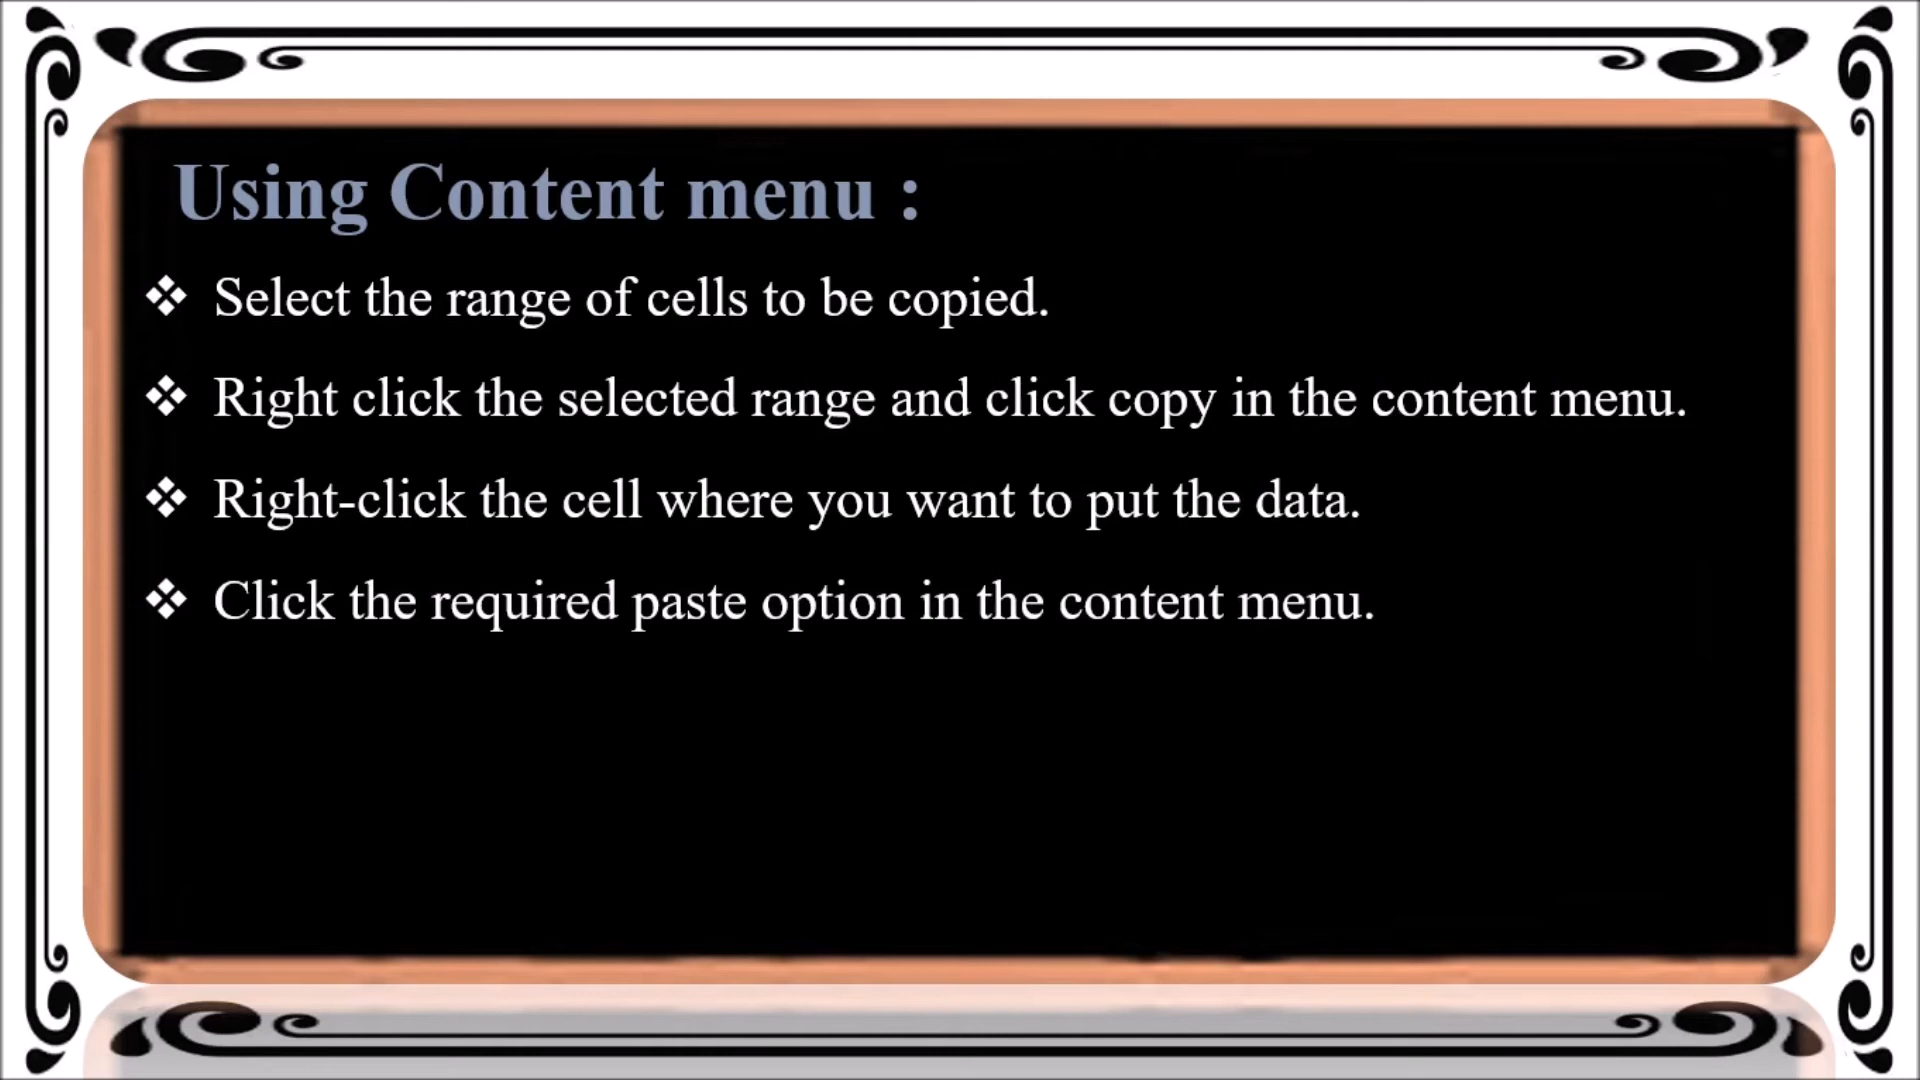 Using Content menu :
❖ Select the range of cells to be copied.
❖ Right click the selected range and click copy in the content menu.
❖ Right-click the cell where you want to put the data.
❖ Click the required paste option in the content menu.